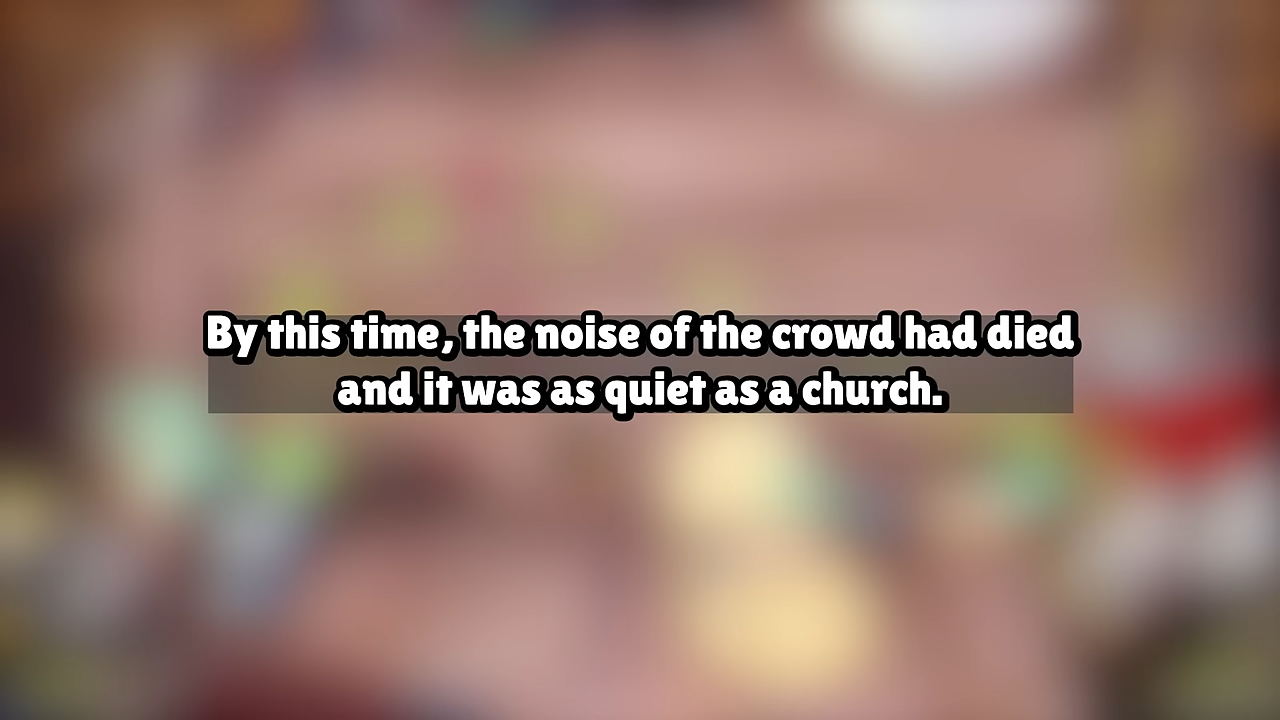 By this time, the noise of the crowd had died
and it was as quiet as a church.